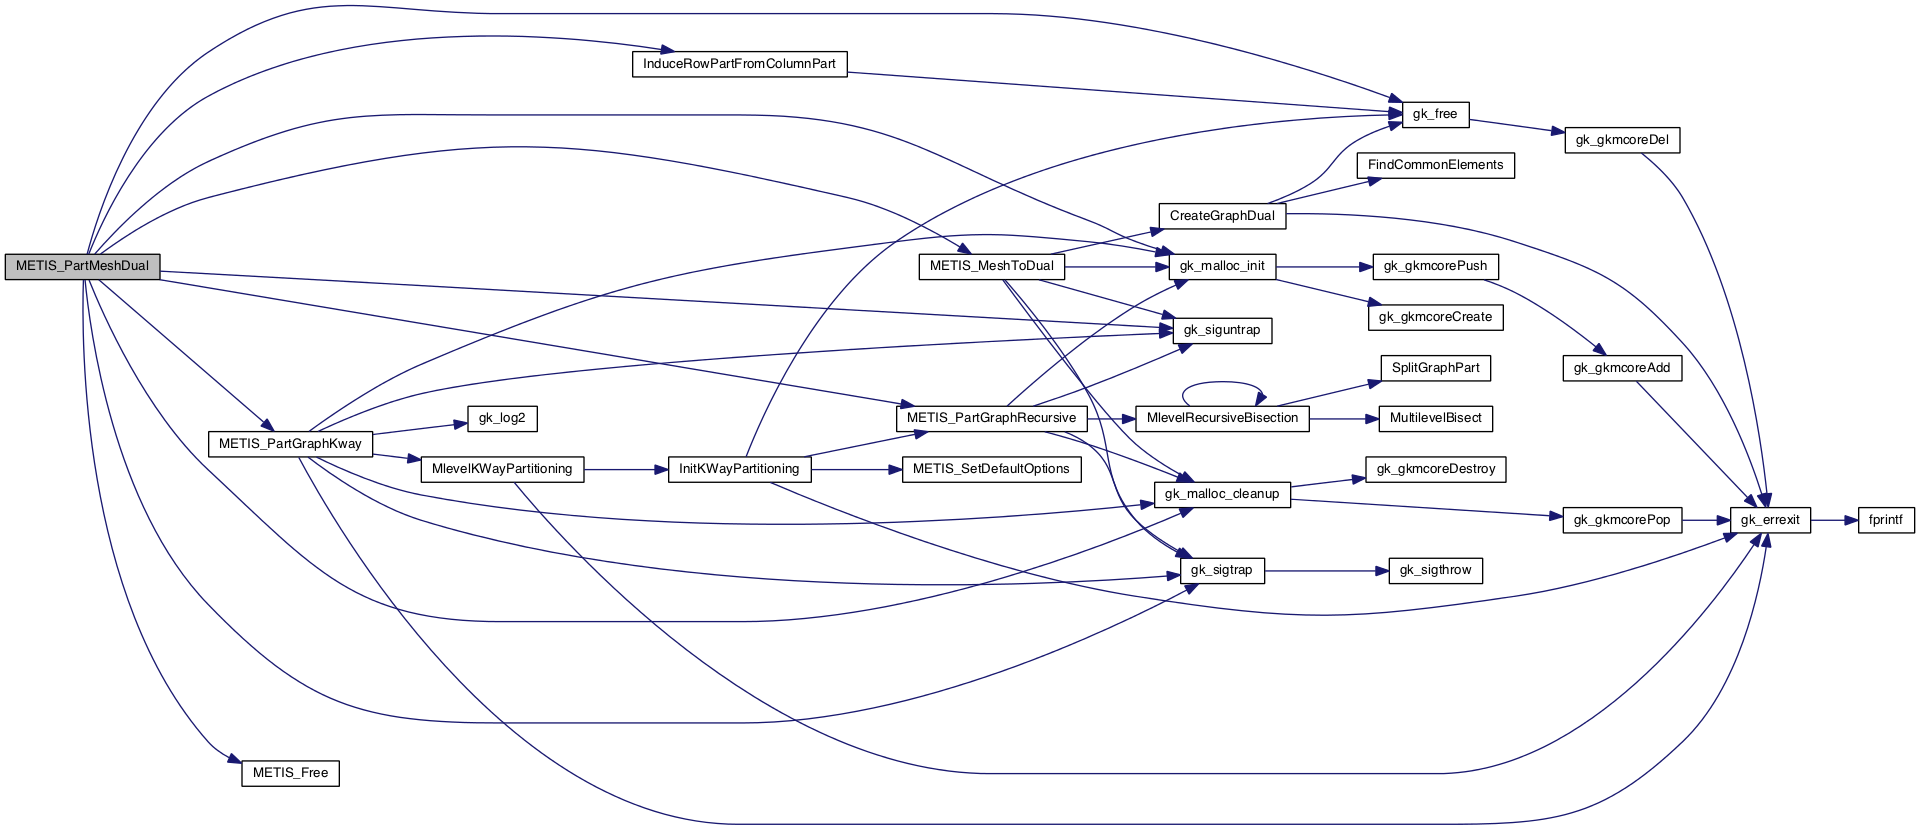 InduceRowPartFromColumnPart
gk_free
gk_gkmcoreDel
FindCommonElements
CreateGraphDual
METIS_PartMeshDual
METIS_MeshToDual
gk_malloc_init
gk_gkmcorePush
gk_gkmcoreCreate
gk_siguntrap
gk_gkmcoreAdd
SplitGraphPart
gk_log2
METIS_PartGraphRecursive
MlevelRecursiveBisection
MultilevelBisect
METIS_PartGraphKway
MlevelKWayPartitioning
InitKWayPartitioning
METIS_SetDefaultOptions
gk_gkmcoreDestroy
gk_malloc_cleanup
gk_gkmcorePop
gk_errexit
fprintf
gk_sigtrap
gk_sigthrow
METIS_Free